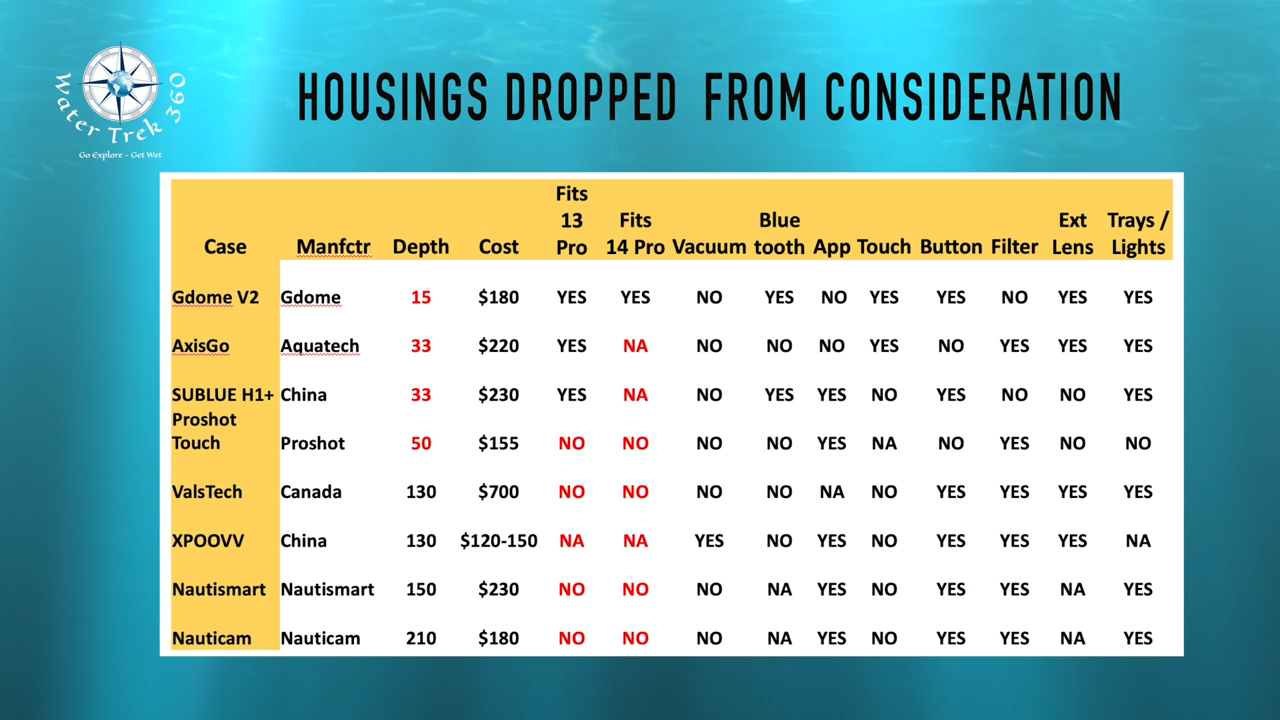 Water Trek 360
Go Explore - Get Wet
HOUSINGS DROPPED FROM CONSIDERATION
Case Manfctr Depth Cost Fits 13 Pro Fits 14 Pro Vacuum Blue tooth App Touch Button Filter Ext Lens Trays / Lights
Gdome V2 Gdome 15 $180 YES YES NO YES NO YES YES NO YES YES
AxisGo Aquatech 33 $220 YES NA NO NO NO YES NO YES YES YES
SUBLUE H1+ China 33 $230 YES NA NO YES YES NO YES NO NO YES
Proshot Touch Proshot 50 $155 NO NO NO NO YES NA NO YES NO NO
ValsTech Canada 130 $700 NO NO NO NO NA NO YES YES YES YES
XPOOVV China 130 $120-150 NA NA YES NO YES NO YES YES YES NA
Nautismart Nautismart 150 $230 NO NO NO NA YES NO YES YES NA YES
Nauticam Nauticam 210 $180 NO NO NO NA YES NO YES YES NA YES